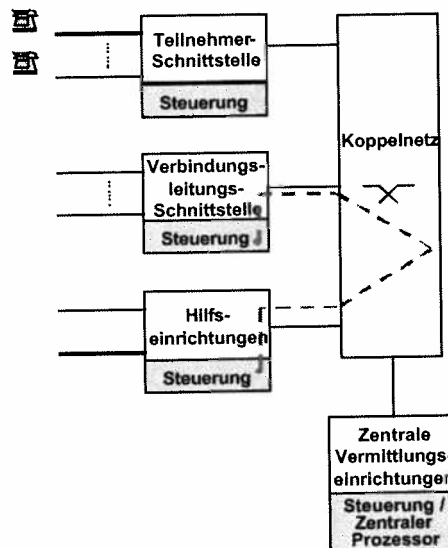 Teilnehmer-
Schnittstelle
Steuerung
Koppelnetz
Verbindungs-
leitungs-
Schnittstelle
Steuerung
Hilfs-
einrichtungen
Steuerung
Zentrale
Vermittlungs-
einrichtungen
Steuerung /
Zentraler
Prozessor